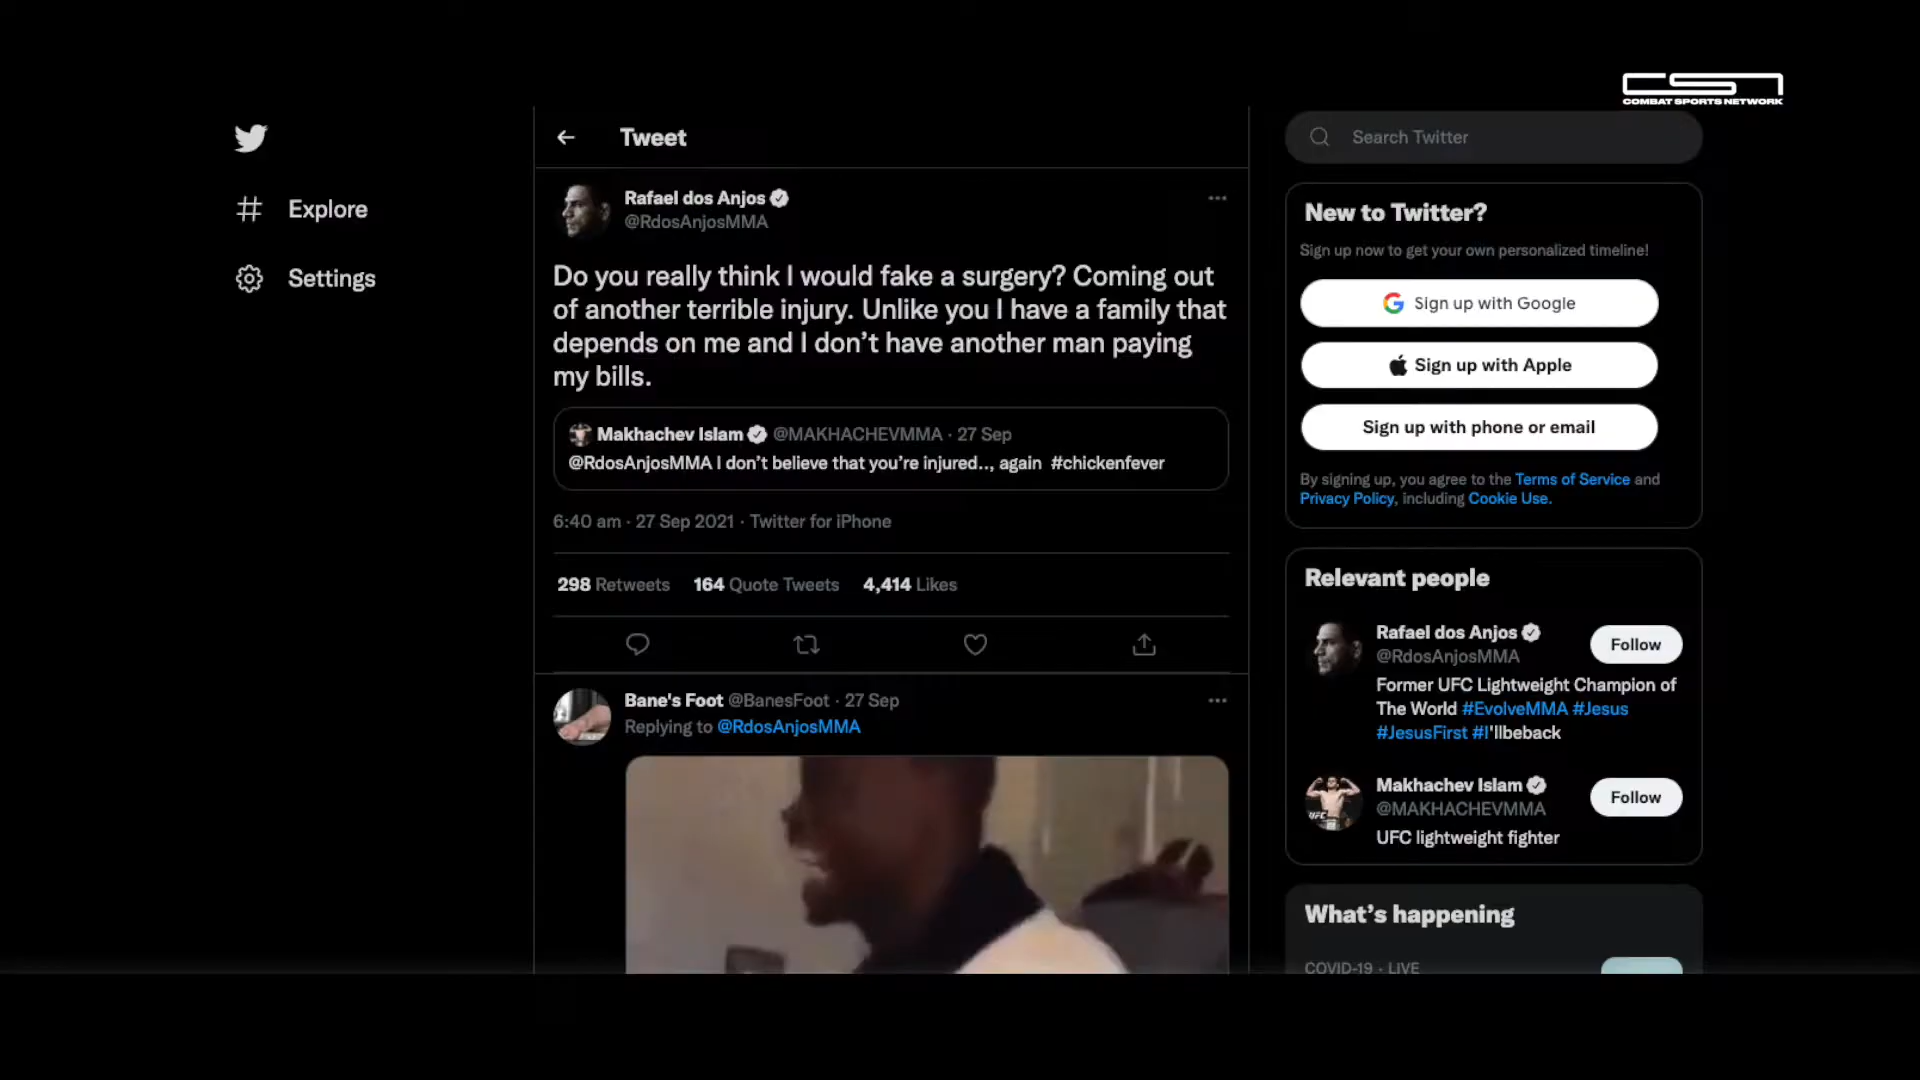 CSN
COMBAT SPORTS NETWORK
Explore
Settings
Tweet
Rafael dos Anjos
@RdosAnjosMMA
Do you really think I would fake a surgery? Coming out
of another terrible injury. Unlike you I have a family that
depends on me and I don’t have another man paying
my bills.
Makhachev Islam @MAKHACHEVMMA · 27 Sep
@RdosAnjosMMA I don’t believe that you’re injured.., again #chickenfever
6:40 am · 27 Sep 2021 · Twitter for iPhone
298 Retweets 164 Quote Tweets 4,414 Likes
Bane's Foot @BanesFoot · 27 Sep
Replying to @RdosAnjosMMA
Search Twitter
New to Twitter?
Sign up now to get your own personalized timeline!
Sign up with Google
Sign up with Apple
Sign up with phone or email
By signing up, you agree to the Terms of Service and
Privacy Policy, including Cookie Use.
Relevant people
Rafael dos Anjos
@RdosAnjosMMA
Follow
Former UFC Lightweight Champion of
The World #EvolveMMA #Jesus
#JesusFirst #I'llbeback
Makhachev Islam
@MAKHACHEVMMA
Follow
UFC lightweight fighter
UFC
What’s happening
COVID-19 · LIVE